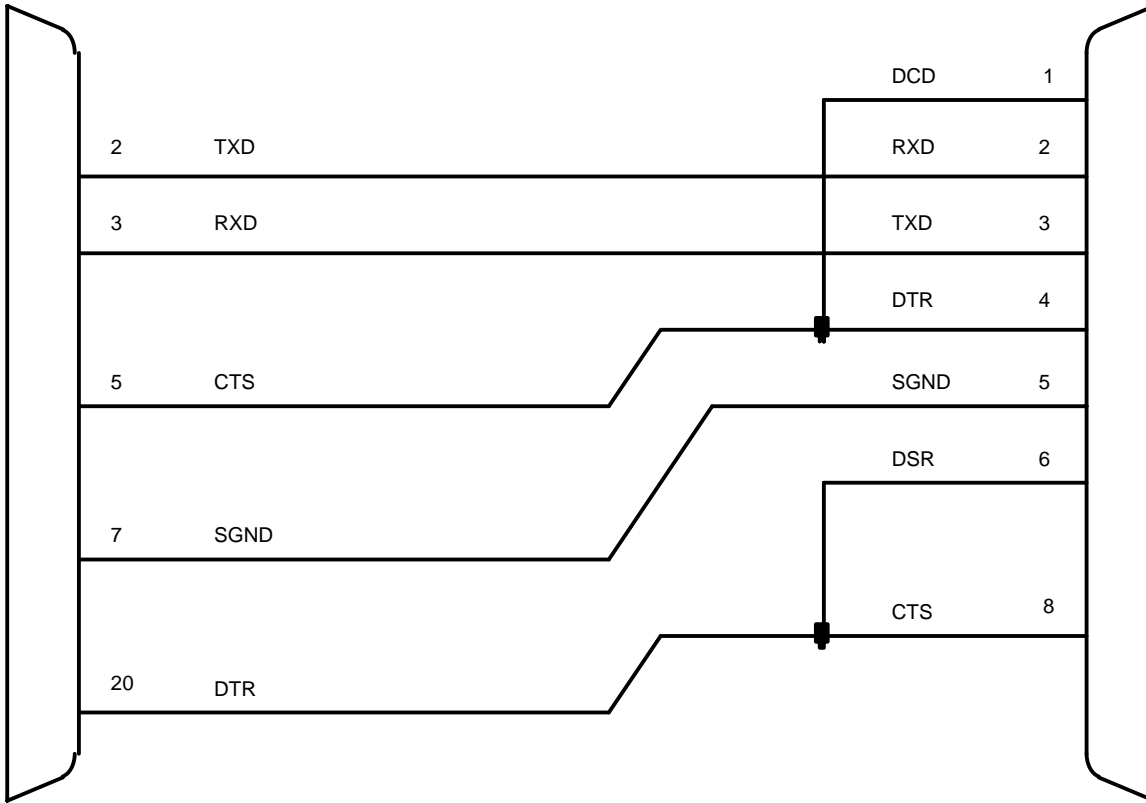 DCD 1
2 TXD RXD 2
3 RXD TXD 3
DTR 4
5 CTS SGND 5
DSR 6
7 SGND
CTS 8
20 DTR